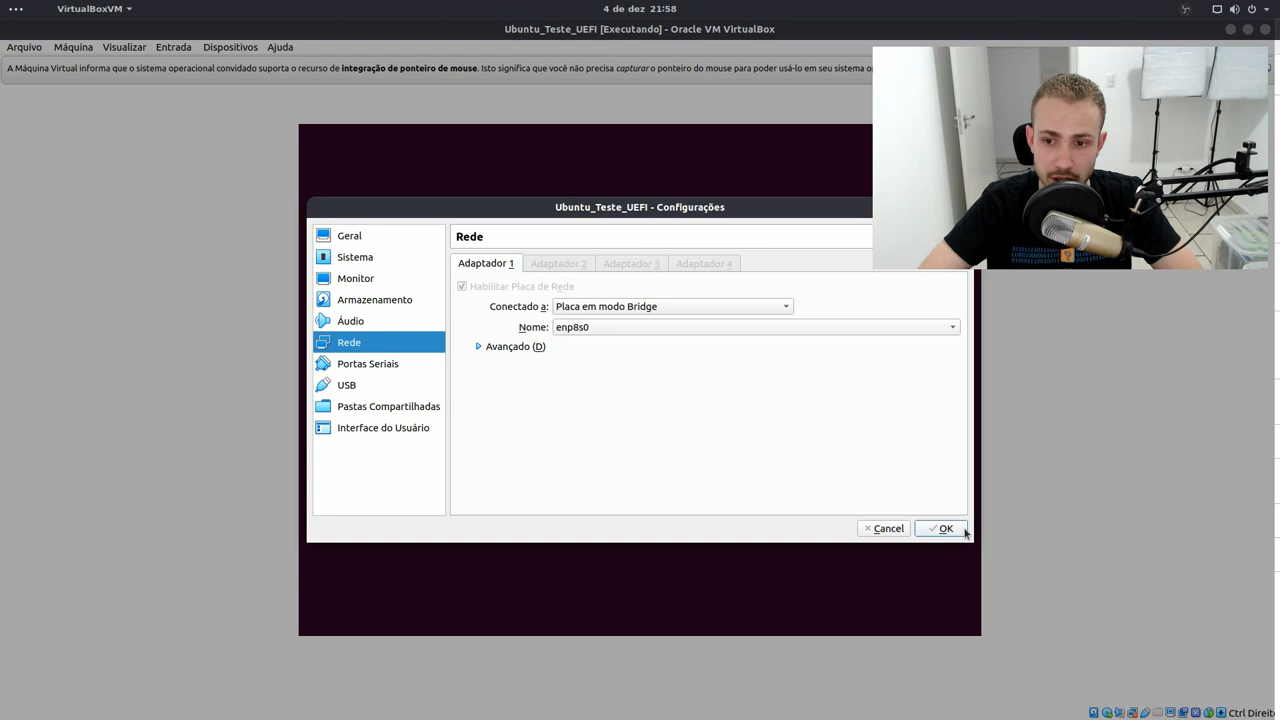 VirtualBoxVM
4 de dez 21:58
Ubuntu_Teste_UEFI [Executando] - Oracle VM VirtualBox
Arquivo Máquina Visualizar Entrada Dispositivos Ajuda
A Máquina Virtual informa que o sistema operacional convidado suporta o recurso de integração de ponteiro de mouse. Isto significa que você não precisa capturar o ponteiro do mouse para poder usá-lo em seu sistema
Ubuntu_Teste_UEFI - Configurações
Geral
Sistema
Monitor
Armazenamento
Áudio
Rede
Portas Seriais
USB
Pastas Compartilhadas
Interface do Usuário
Rede
Adaptador 1 Adaptador 2 Adaptador 3 Adaptador 4
Habilitar Placa de Rede
Conectado a: Placa em modo Bridge
Nome: enp8s0
Avançado (D)
Cancel OK
Ctrl Direit